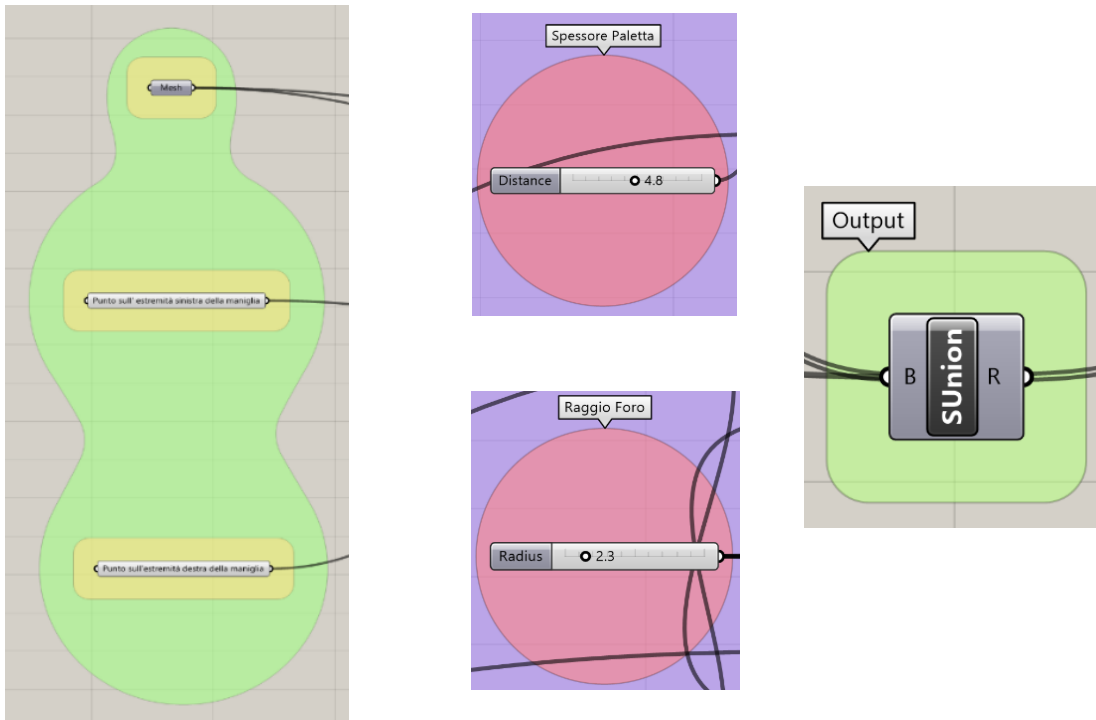 Mesh
Punto sull' estremità sinistra della maniglia
Punto sull'estremità destra della maniglia
Spessore Paletta
Distance
4.8
Raggio Foro
Radius
2.3
Output
B
SUnion
R